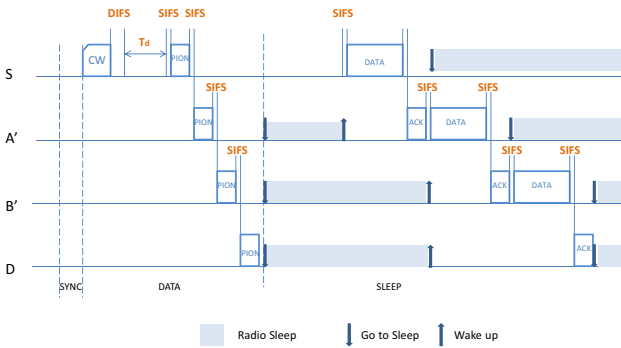 DIFS SIFS SIFS SIFS
Td
CW PION DATA
S
SIFS SIFS SIFS
PION ACK DATA
A’
SIFS SIFS SIFS
PION ACK DATA
B’
PION ACK
D
SYNC DATA SLEEP
Radio Sleep Go to Sleep Wake up